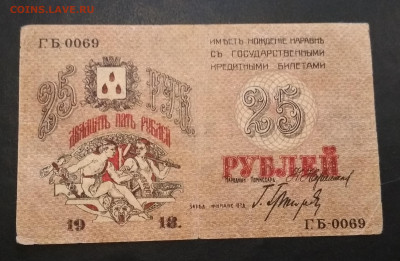 COINS.LAVE.RU
ГБ-0069
25 РУБ.
ДВАДЦАТЬ ПЯТЬ РУБЛЕЙ
19 18.
ИМѢЕТЪ ХОЖДЕНІЕ НАРАВНѢ
СЪ ГОСУДАРСТВЕННЫМИ
КРЕДИТНЫМИ БИЛЕТАМИ
25
РУБЛЕЙ
ГБ-0069